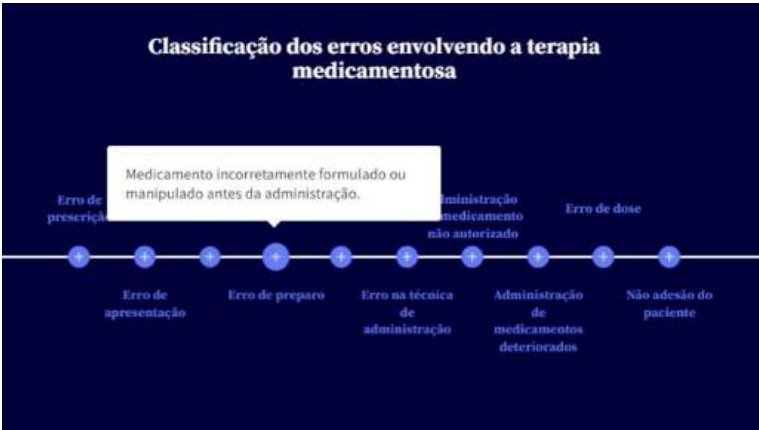 Classificação dos erros envolvendo a terapia
medicamentosa
Medicamento incorretamente formulado ou
manipulado antes da administração.
Erro de
medicamento
não autorizado
Erro de dose
Erro de
apresentação
Erro de preparo
Erro na técnica
de
administração
Administração
de
medicamentos
deteriorados
Não adesão do
paciente